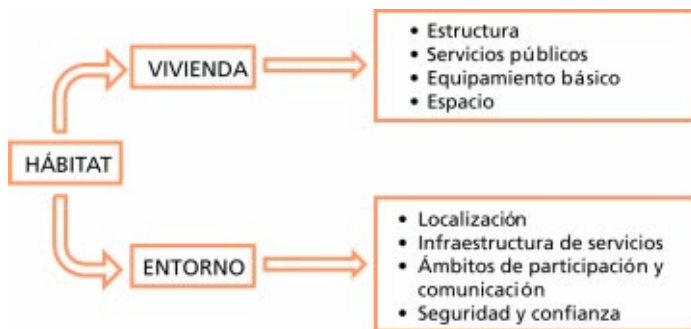 VIVIENDA
• Estructura
• Servicios públicos
• Equipamiento básico
• Espacio
HÁBITAT
ENTORNO
• Localización
• Infraestructura de servicios
• Ámbitos de participación y
comunicación
• Seguridad y confianza